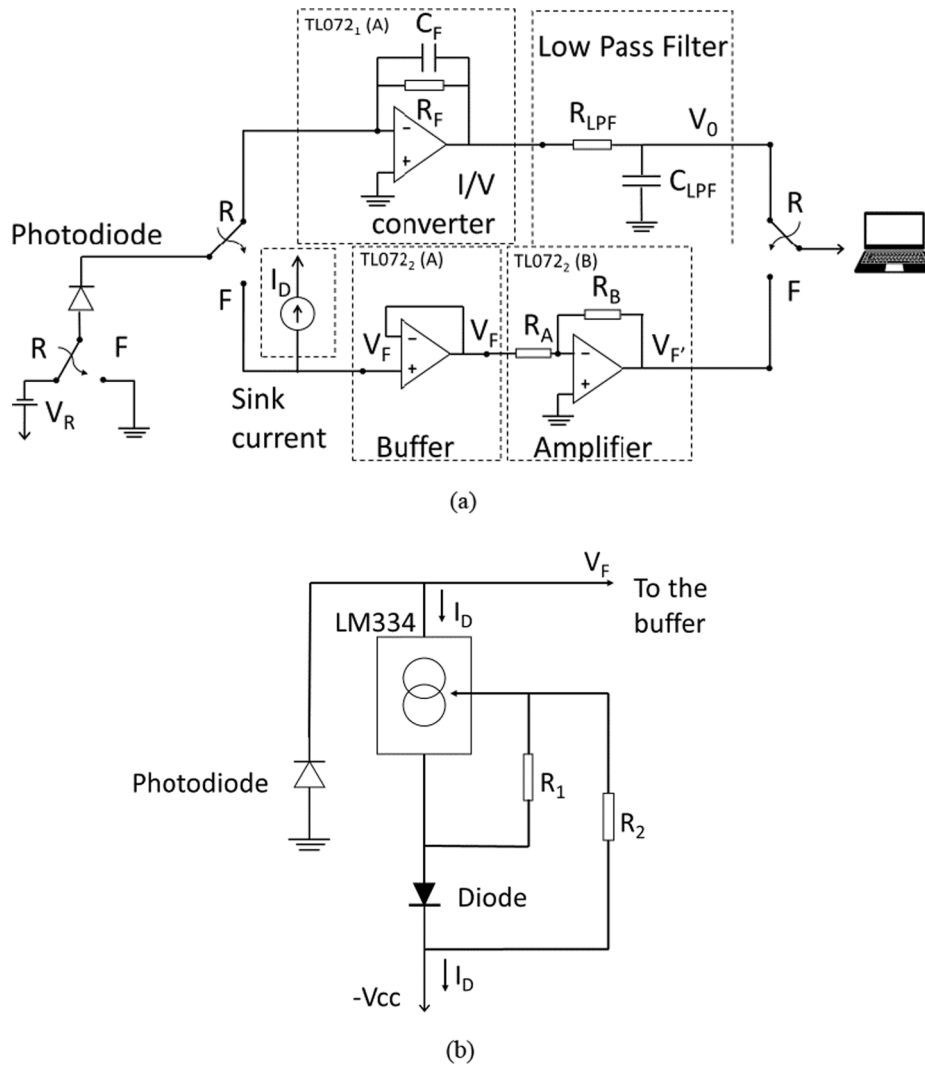 TL072₁ (A)
C_F
R_F
I/V
converter
Low Pass Filter
R_LPF
V_0
C_LPF
Photodiode
R
F
R
F
V_R
I_D
Sink
current
TL072₂ (A)
V_F
V_F
Buffer
TL072₂ (B)
R_A
R_B
V_F'
Amplifier
R
F
(a)
V_F
To the
buffer
I_D
LM334
Photodiode
R_1
R_2
Diode
I_D
-Vcc
(b)